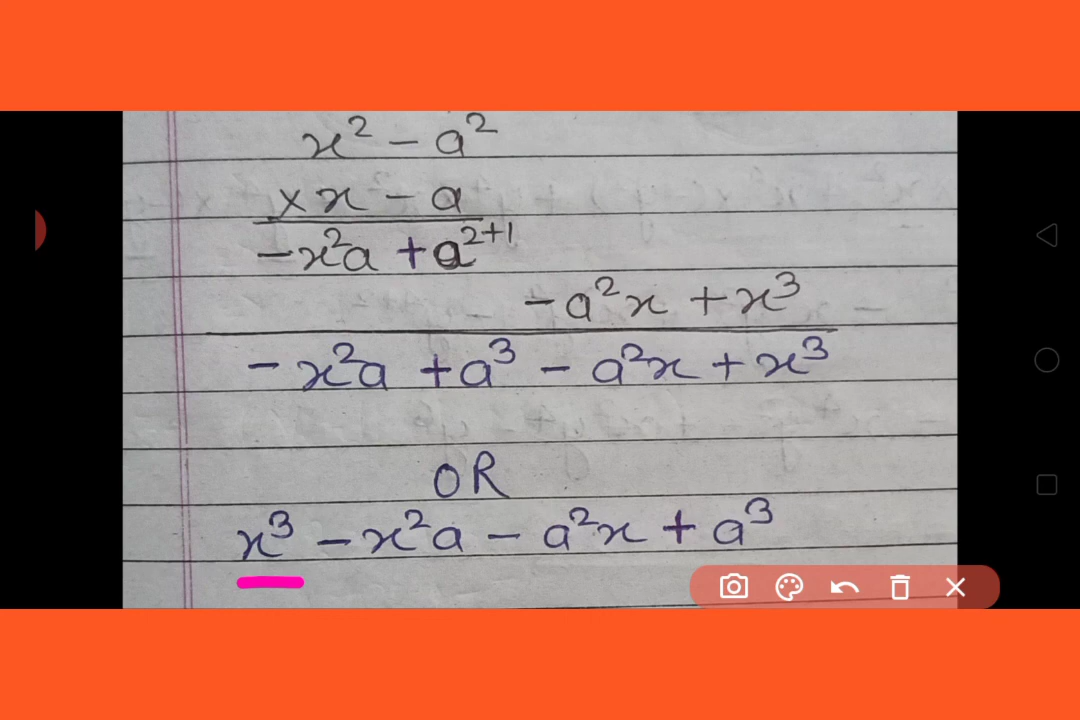 x² - a²
× x - a
-x²a + a²⁺¹
- a²x + x³
- x²a + a³ - a²x + x³
OR
x³ - x²a - a²x + a³